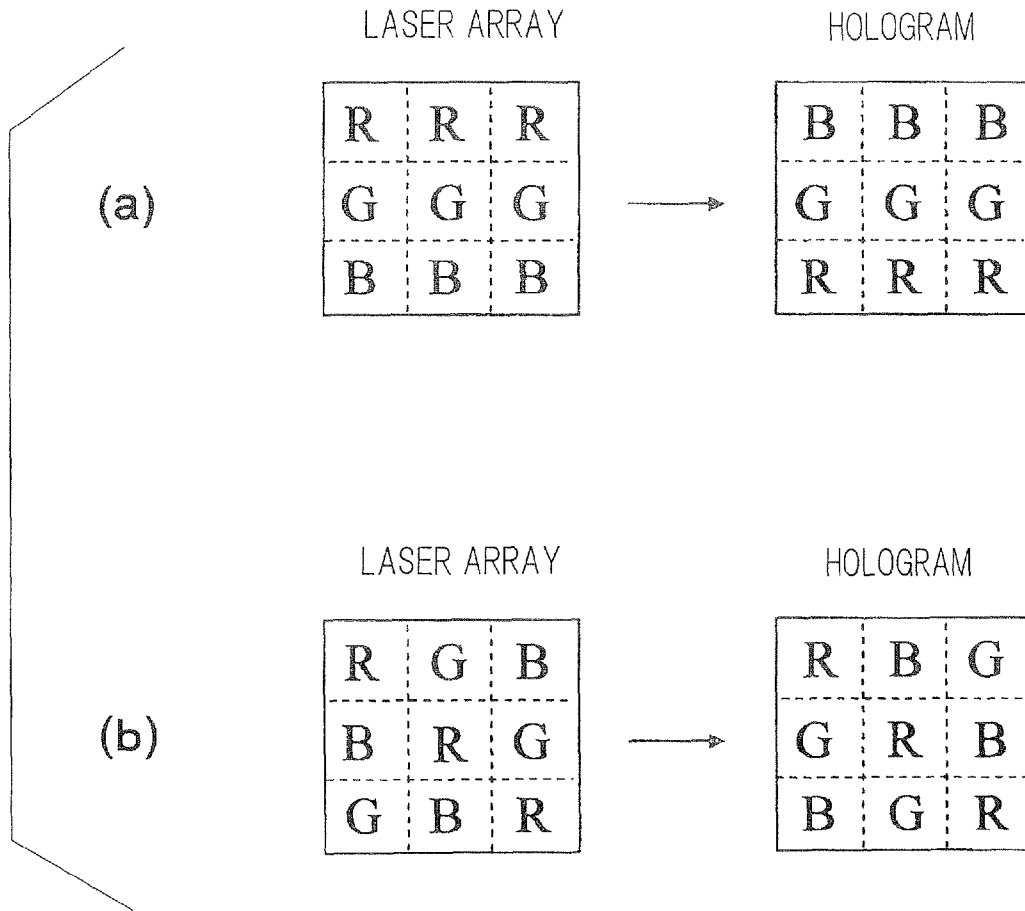 LASER ARRAY HOLOGRAM
R R R B B B
(a) G G G G G G
B B B R R R
LASER ARRAY HOLOGRAM
R G B R B G
(b) B R G G R B
G B R B G R